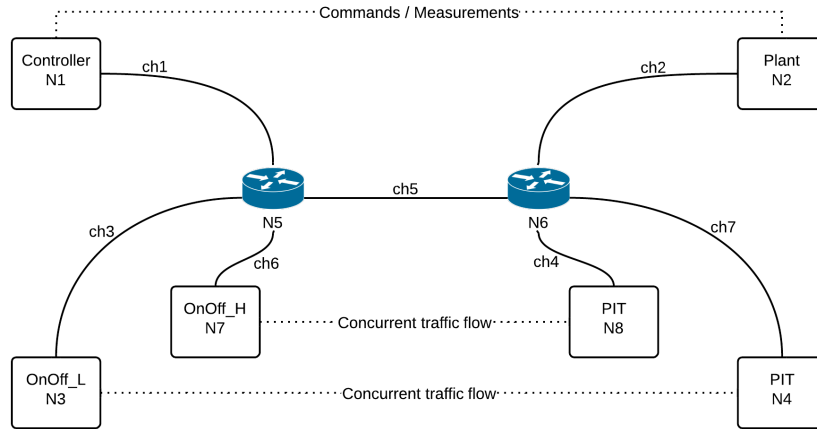 Commands / Measurements
Controller
N1
ch1
ch2
Plant
N2
ch5
N5
N6
ch3
ch6
ch4
ch7
OnOff_H
N7
Concurrent traffic flow
PIT
N8
OnOff_L
N3
Concurrent traffic flow
PIT
N4